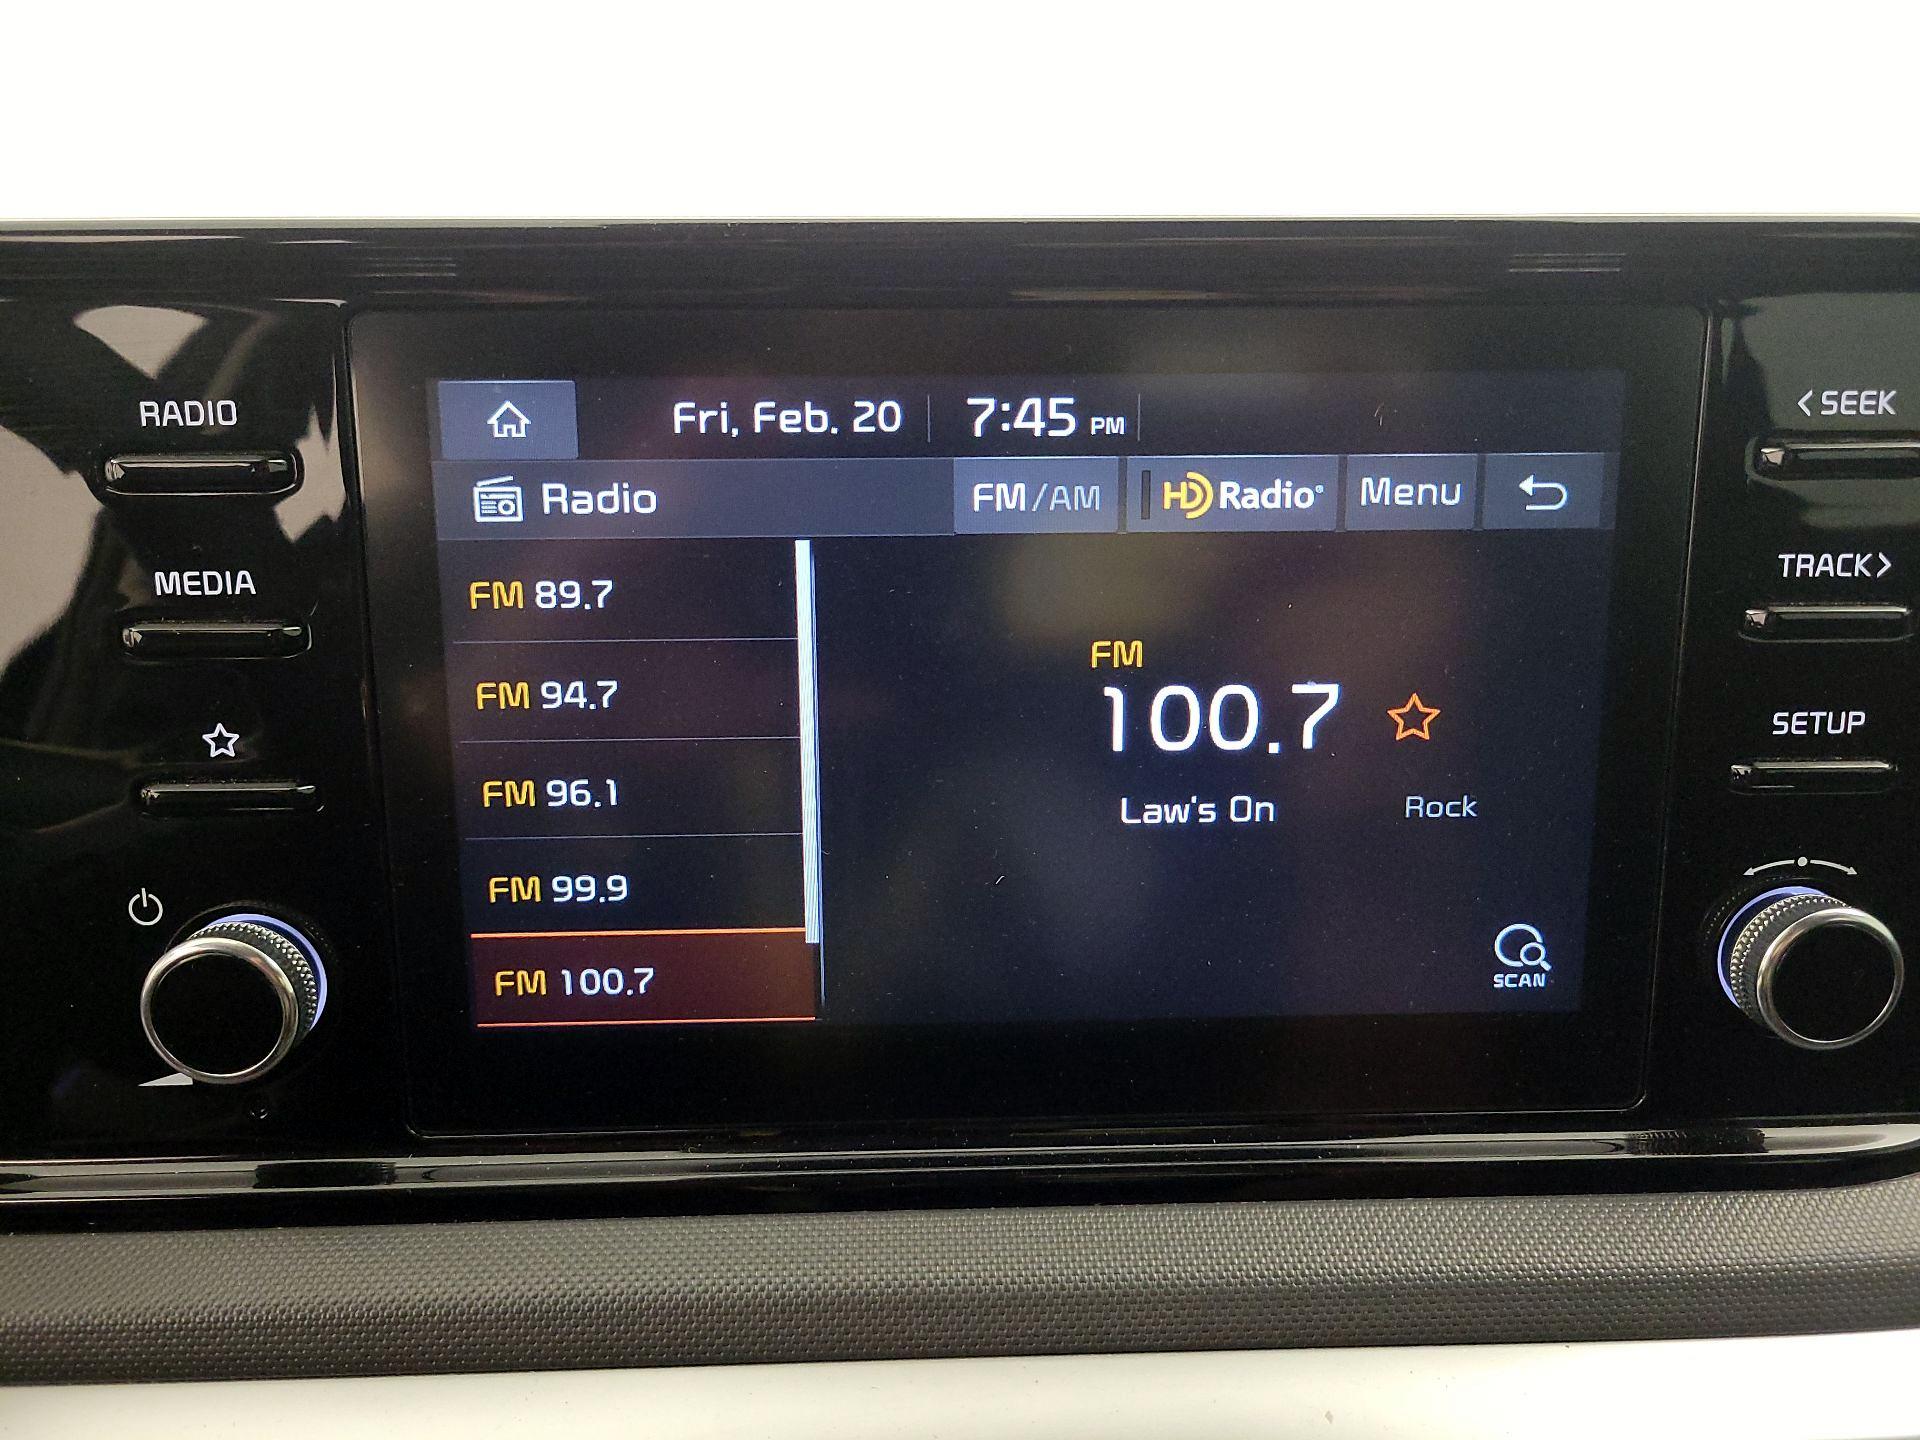 RADIO
MEDIA
Fri, Feb. 20 7:45 PM
Radio
FM/AM
HD Radio®
Menu
FM 89.7
FM 94.7
FM 96.1
FM 99.9
FM 100.7
FM
100.7
Law's On
Rock
SCAN
< SEEK
TRACK >
SETUP